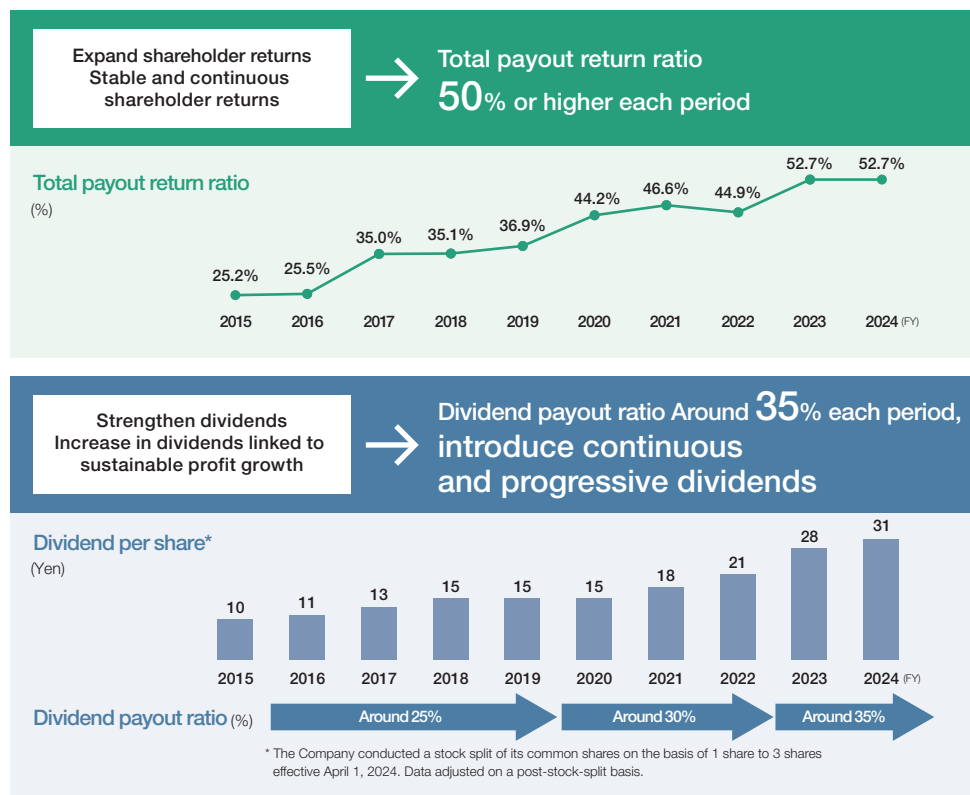 Expand shareholder returns
Stable and continuous
shareholder returns
Total payout return ratio
50% or higher each period
Total payout return ratio
(%)
25.2%
25.5%
35.0%
35.1%
36.9%
44.2%
46.6%
44.9%
52.7%
52.7%
2015 2016 2017 2018 2019 2020 2021 2022 2023 2024 (FY)
Strengthen dividends
Increase in dividends linked to
sustainable profit growth
Dividend payout ratio Around 35% each period,
introduce continuous
and progressive dividends
Dividend per share*
(Yen)
10 11 13 15 15 15 18 21 28 31
2015 2016 2017 2018 2019 2020 2021 2022 2023 2024 (FY)
Dividend payout ratio (%) Around 25% Around 30% Around 35%
* The Company conducted a stock split of its common shares on the basis of 1 share to 3 shares
effective April 1, 2024. Data adjusted on a post-stock-split basis.